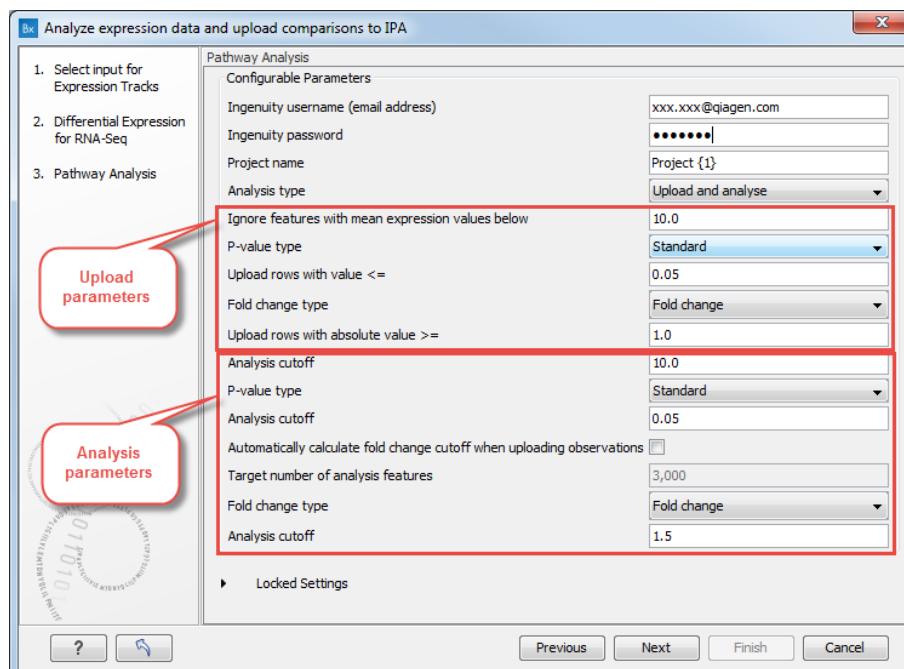 Bx Analyze expression data and upload comparisons to IPA
X
1. Select input for
Expression Tracks
2. Differential Expression
for RNA-Seq
3. Pathway Analysis
Pathway Analysis
Configurable Parameters
Ingenuity username (email address) xxx.xxx@qiagen.com
Ingenuity password •••••••
Project name Project {1}
Analysis type Upload and analyse
Upload
parameters
Ignore features with mean expression values below 10.0
P-value type Standard
Upload rows with value <= 0.05
Fold change type Fold change
Upload rows with absolute value >= 1.0
Analysis
parameters
Analysis cutoff 10.0
P-value type Standard
Analysis cutoff 0.05
Automatically calculate fold change cutoff when uploading observations
Target number of analysis features 3,000
Fold change type Fold change
Analysis cutoff 1.5
Locked Settings
? Previous Next Finish Cancel